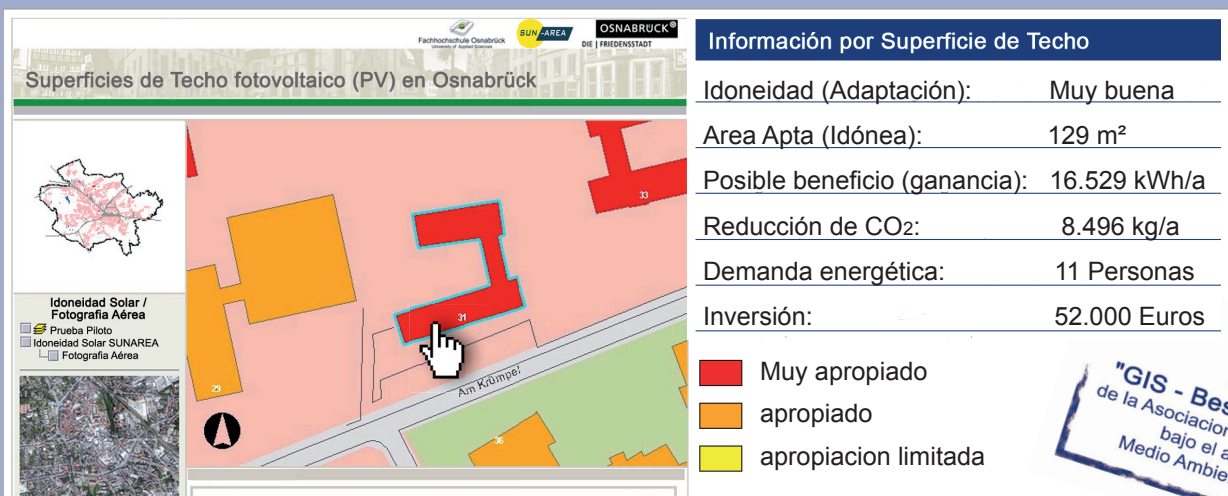 Fachhochschule Osnabrück
University of Applied Sciences
SUN-AREA
OSNABRÜCK®
DIE | FRIEDENSSTADT
Superficies de Techo fotovoltaico (PV) en Osnabrück
Idoneidad Solar /
Fotografia Aérea
Prueba Piloto
Idoneidad Solar SUNAREA
Fotografia Aérea
33
31
29
36
Am Krümpel
Información por Superficie de Techo
Idoneidad (Adaptación): Muy buena
Area Apta (Idónea): 129 m²
Posible beneficio (ganancia): 16.529 kWh/a
Reducción de CO2: 8.496 kg/a
Demanda energética: 11 Personas
Inversión: 52.000 Euros
Muy apropiado
apropiado
apropiacion limitada
"GIS - Bes
de la Asociacion
bajo el a
Medio Ambie